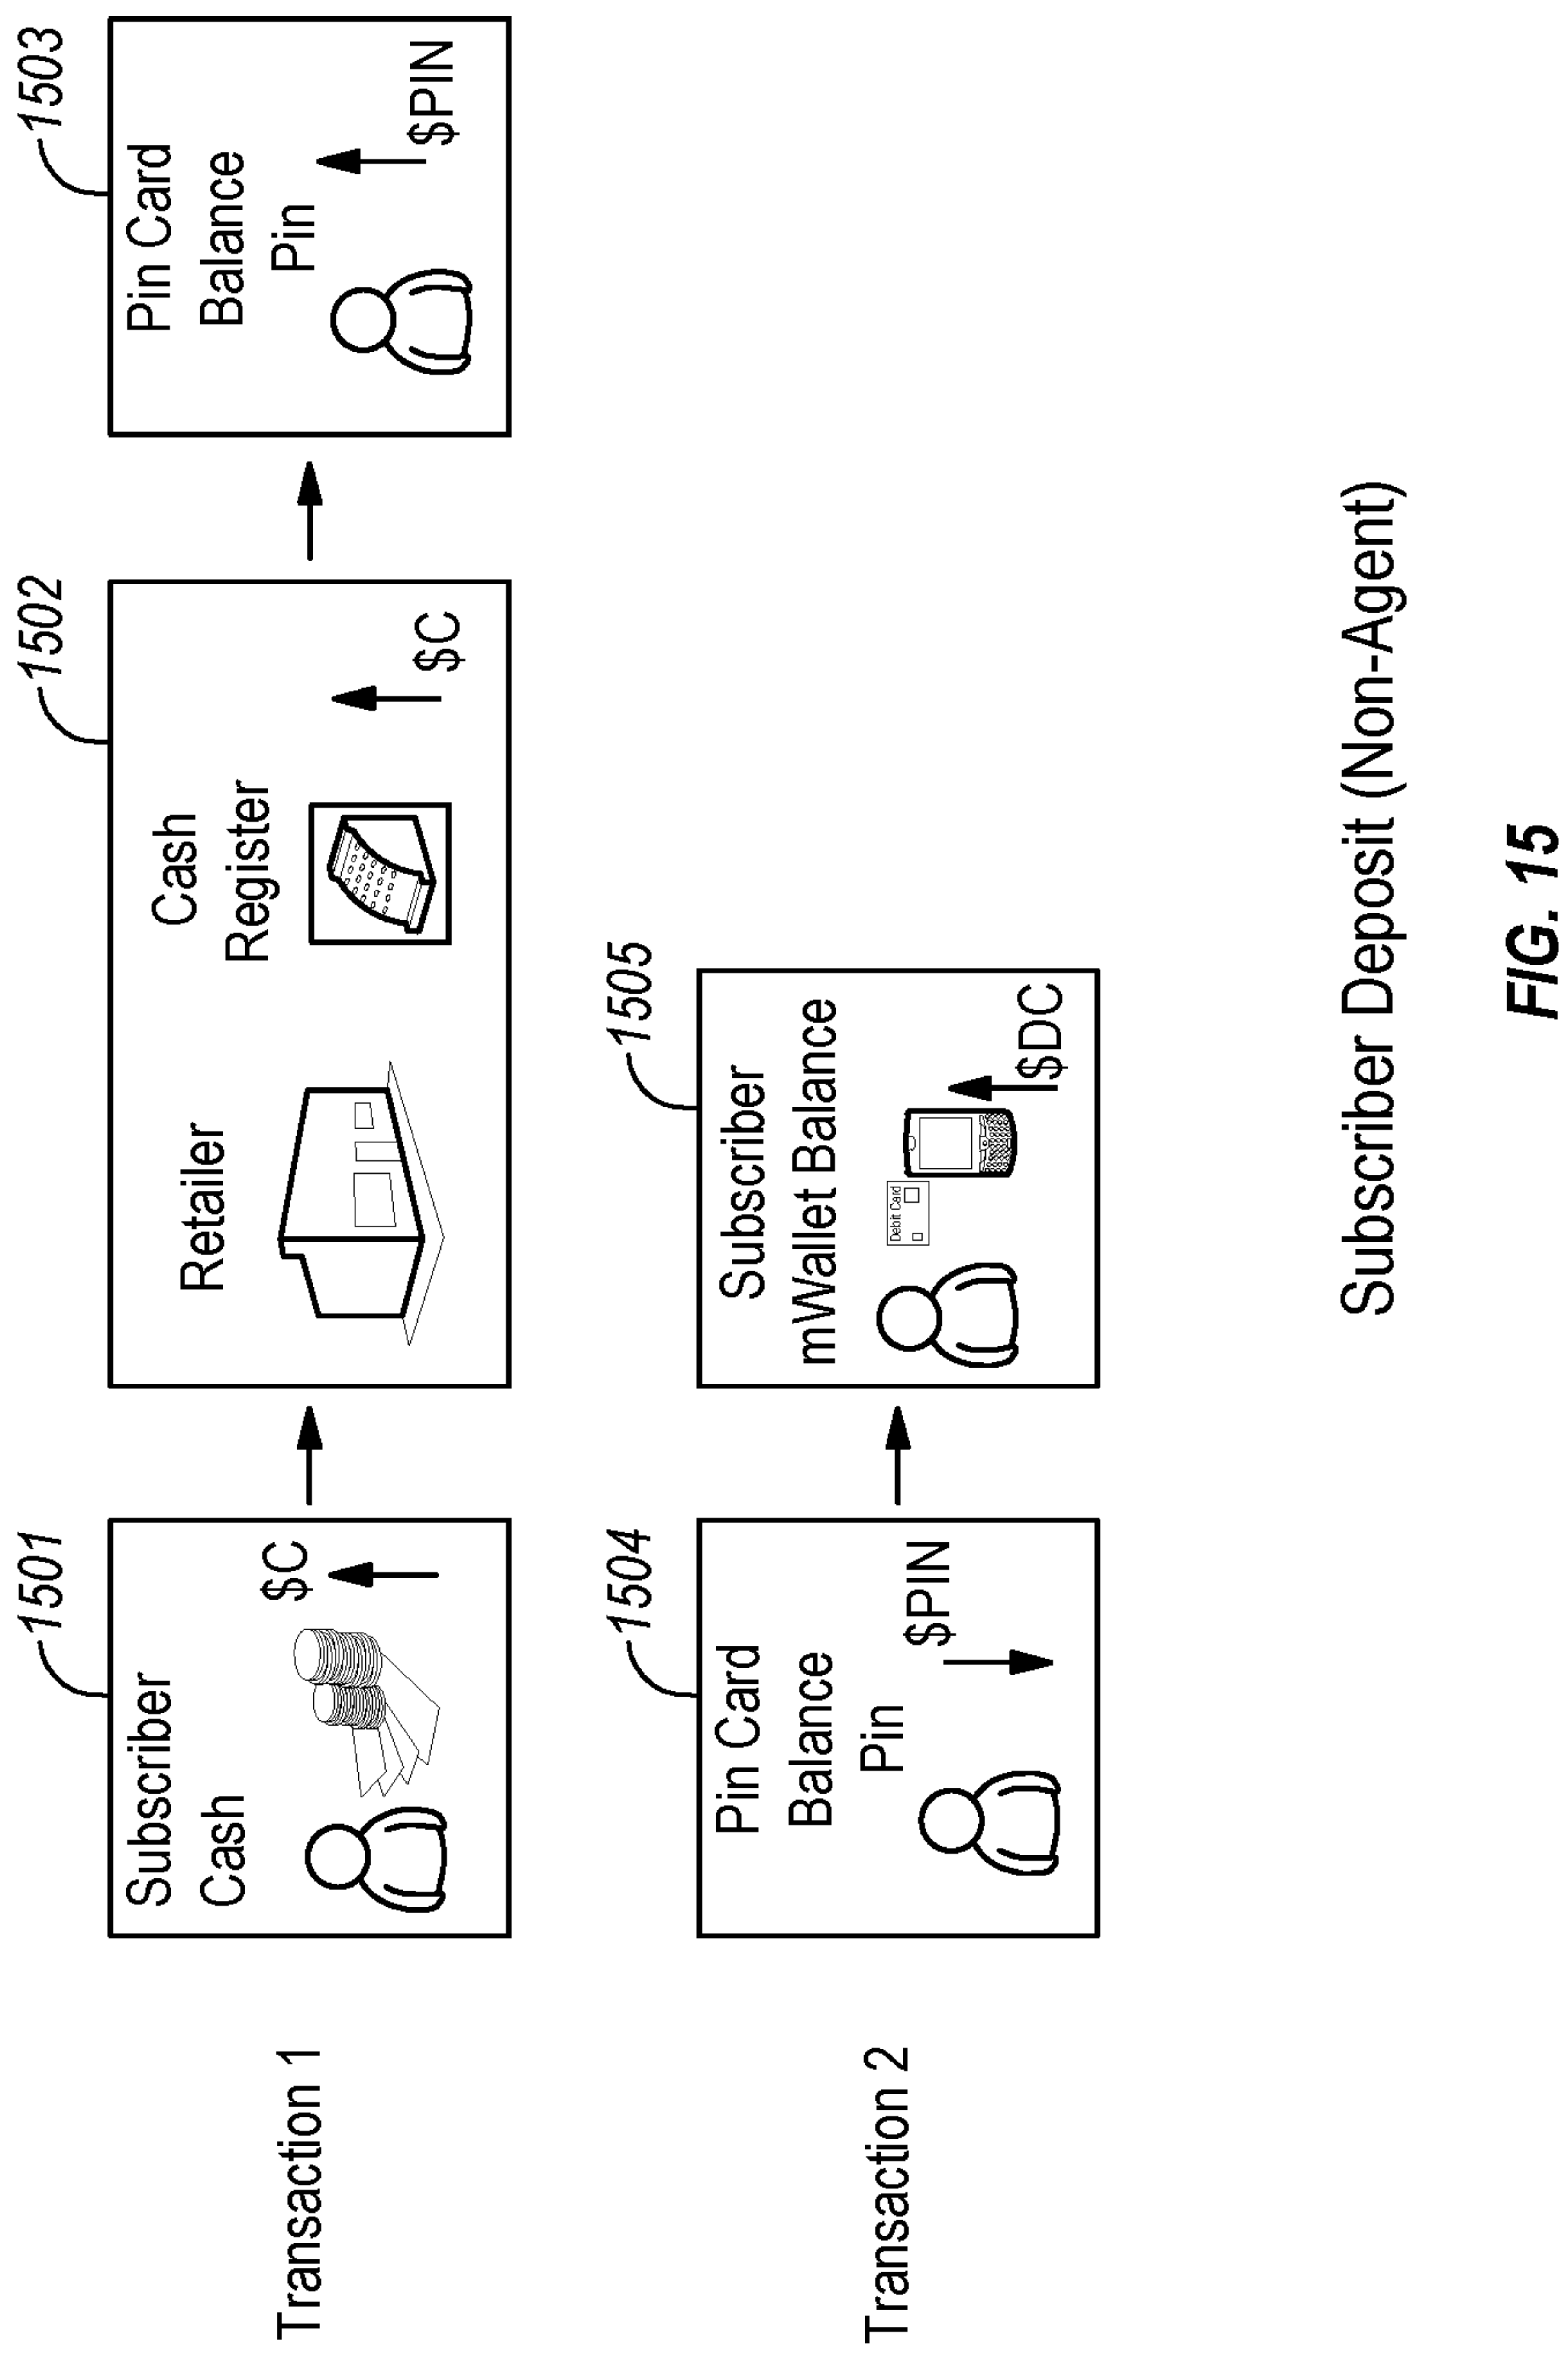 Transaction 1
1501
Subscriber
Cash
$C
1502
Retailer
Cash
Register
$C
1503
Pin Card
Balance
Pin
$PIN
Transaction 2
1504
Pin Card
Balance
Pin
$PIN
1505
Subscriber
mWallet Balance
Debit Card
$DC
Subscriber Deposit (Non-Agent)
FIG. 15